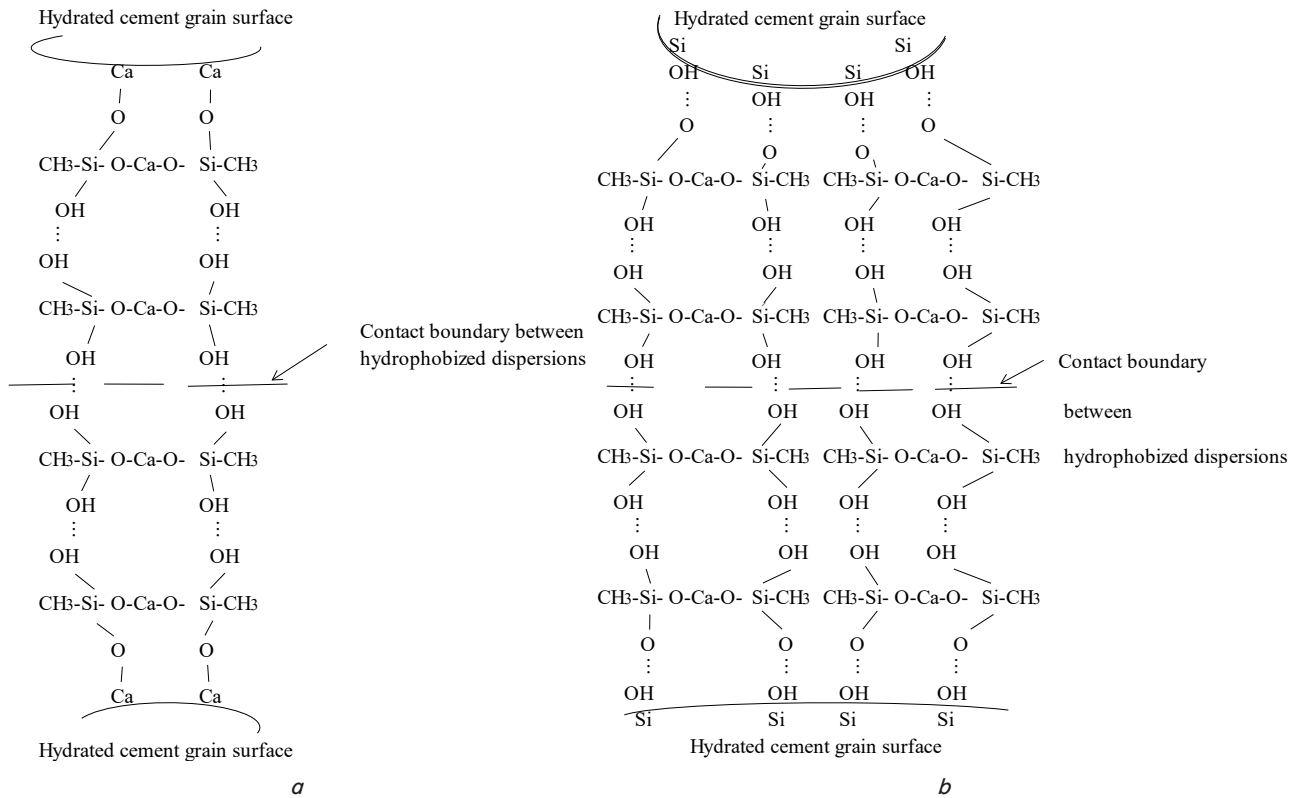 Hydrated cement grain surface
Ca Ca
O O
CH3-Si- O-Ca-O- Si-CH3
OH OH
OH OH
CH3-Si- O-Ca-O- Si-CH3
OH OH
Contact boundary between
hydrophobized dispersions
OH OH
CH3-Si- O-Ca-O- Si-CH3
OH OH
OH OH
CH3-Si- O-Ca-O- Si-CH3
O O
Ca Ca
Hydrated cement grain surface
a
Hydrated cement grain surface
Si Si
OH Si Si OH
OH OH
O O
O O
CH3-Si- O-Ca-O- Si-CH3 CH3-Si- O-Ca-O- Si-CH3
OH OH OH OH
OH OH OH OH
CH3-Si- O-Ca-O- Si-CH3 CH3-Si- O-Ca-O- Si-CH3
OH OH OH OH
Contact boundary
OH OH OH OH between
CH3-Si- O-Ca-O- Si-CH3 CH3-Si- O-Ca-O- Si-CH3 hydrophobized dispersions
OH OH OH OH
OH OH OH OH
CH3-Si- O-Ca-O- Si-CH3 CH3-Si- O-Ca-O- Si-CH3
O O O O
OH OH OH OH
Si Si Si Si
Hydrated cement grain surface
b